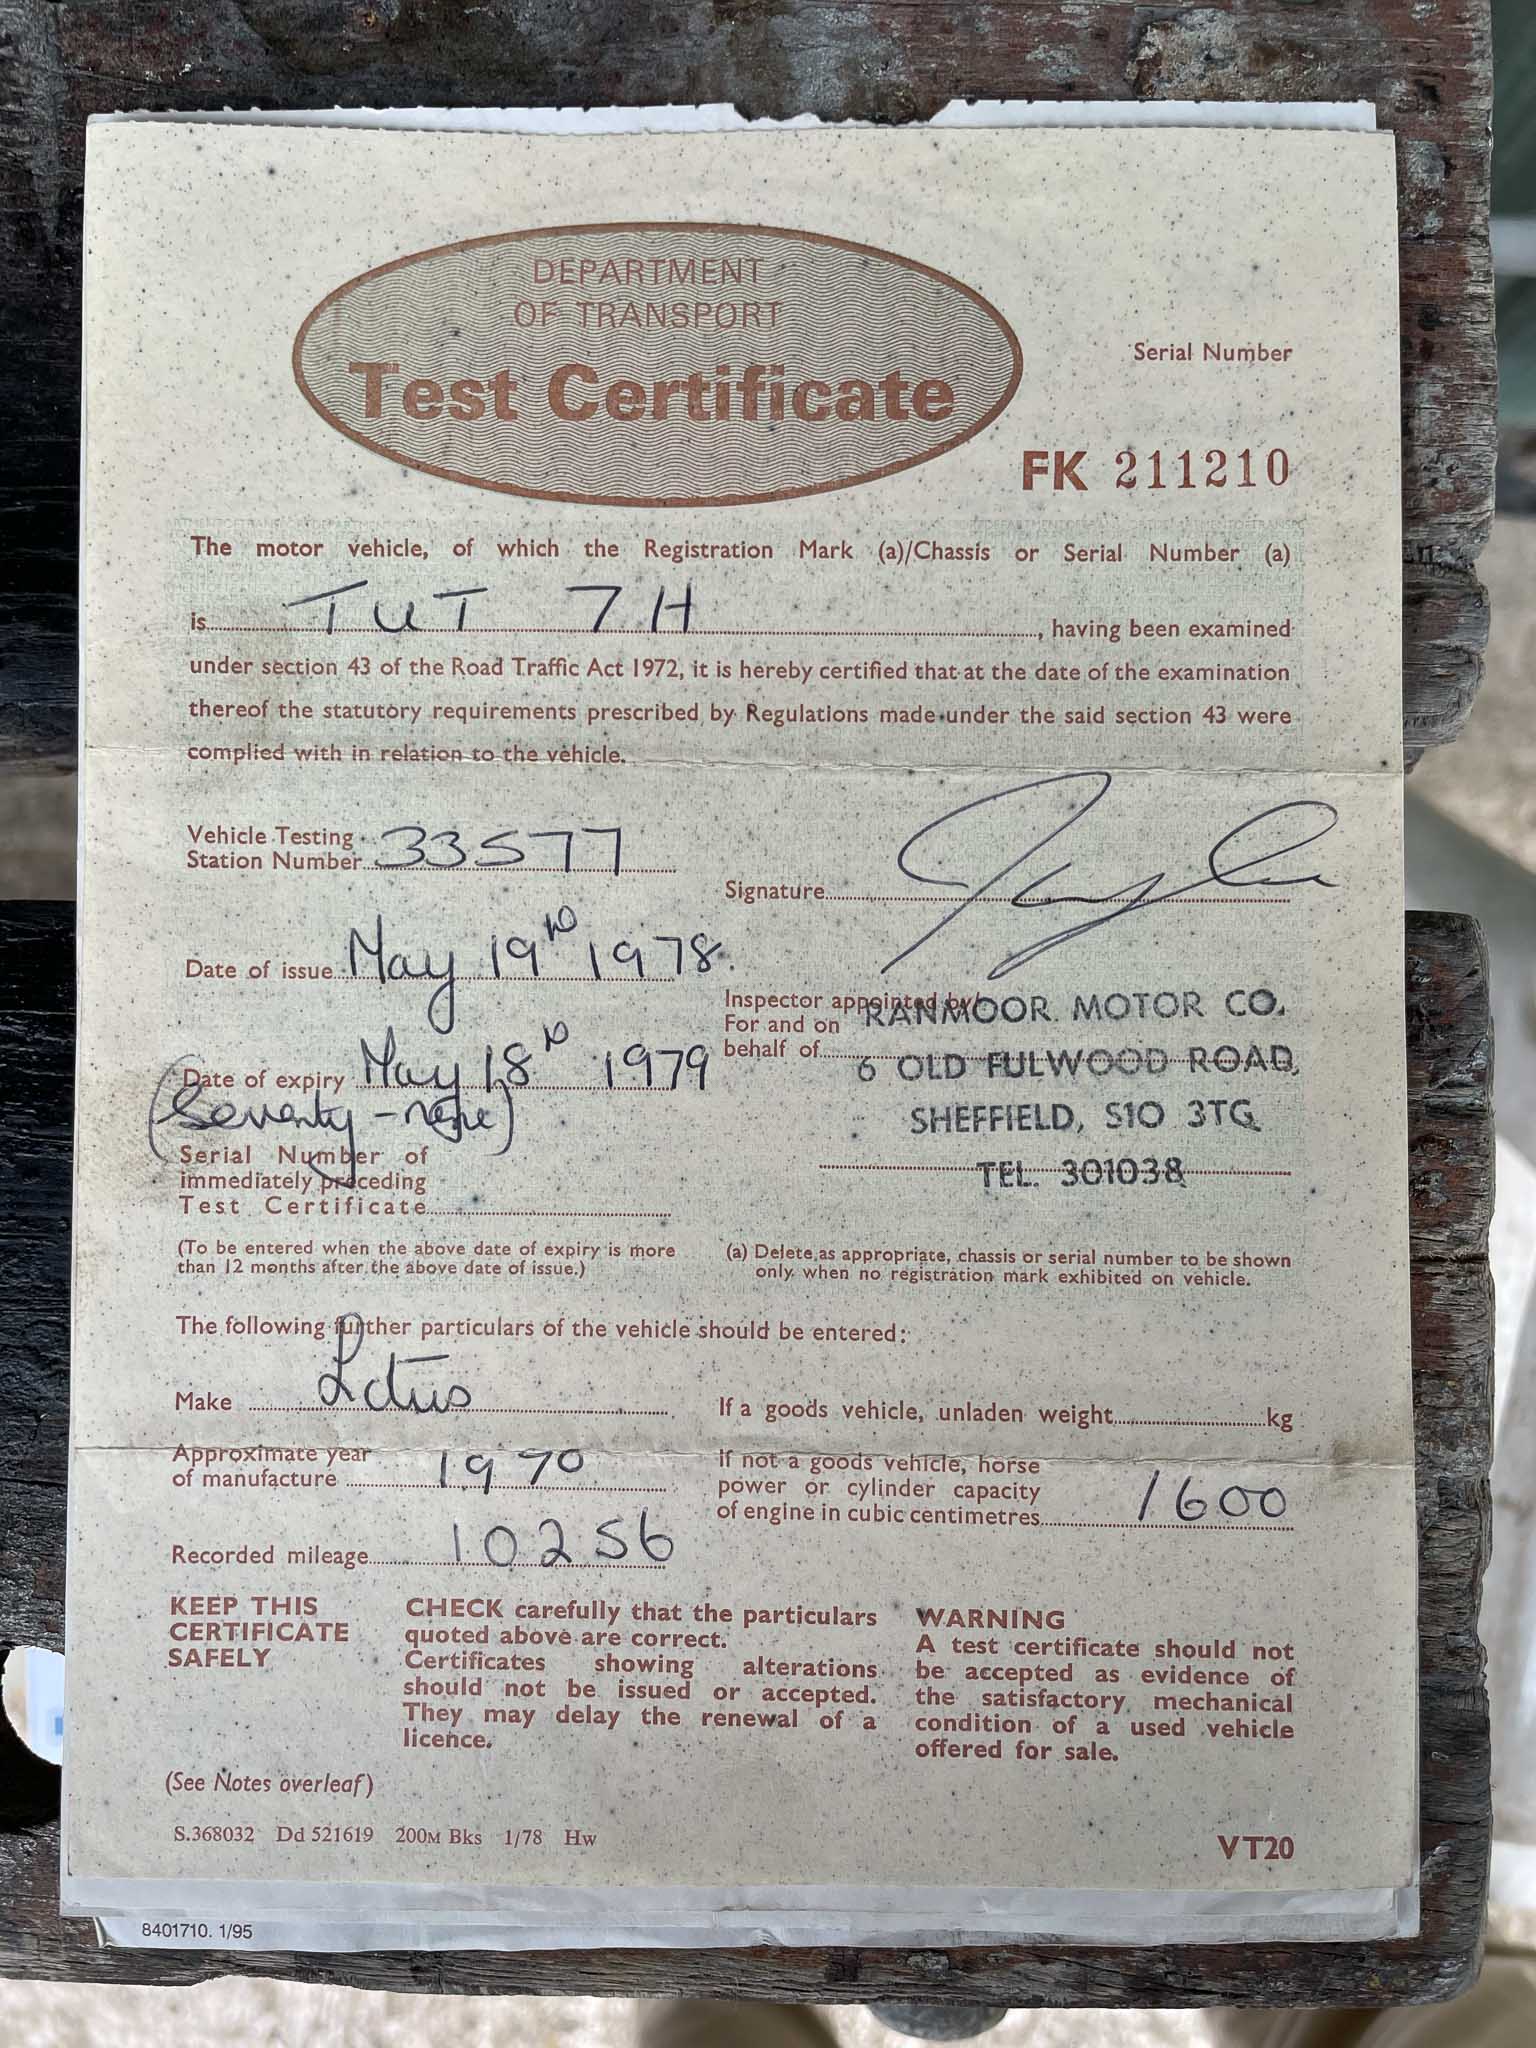 DEPARTMENT
OF TRANSPORT
Test Certificate
Serial Number
FK 211210
The motor vehicle, of which the Registration Mark (a)/Chassis or Serial Number (a)
is TUT 7H, having been examined
under section 43 of the Road Traffic Act 1972, it is hereby certified that at the date of the examination
thereof the statutory requirements prescribed by Regulations made under the said section 43 were
complied with in relation to the vehicle.
Vehicle Testing
Station Number 33577
Signature
Date of issue May 19th 1978.
Inspector appointed by/
For and on
behalf of
RANMOOR MOTOR CO.
6 OLD FULWOOD ROAD,
SHEFFIELD, S10 3TG
TEL. 301038
Date of expiry May 18th 1979
(Seventy-nine)
Serial Number of
immediately preceding
Test Certificate
(To be entered when the above date of expiry is more
than 12 months after the above date of issue.)
(a) Delete as appropriate, chassis or serial number to be shown
only when no registration mark exhibited on vehicle.
The following further particulars of the vehicle should be entered:
Make Lotus
If a goods vehicle, unladen weight kg
Approximate year
of manufacture 1970
If not a goods vehicle, horse
power or cylinder capacity
of engine in cubic centimetres 1600
Recorded mileage 10256
KEEP THIS
CERTIFICATE
SAFELY
CHECK carefully that the particulars
quoted above are correct.
Certificates showing alterations
should not be issued or accepted.
They may delay the renewal of a
licence.
WARNING
A test certificate should not
be accepted as evidence of
the satisfactory mechanical
condition of a used vehicle
offered for sale.
(See Notes overleaf)
S.368032 Dd 521619 200M Bks 1/78 Hw
VT20
8401710. 1/95